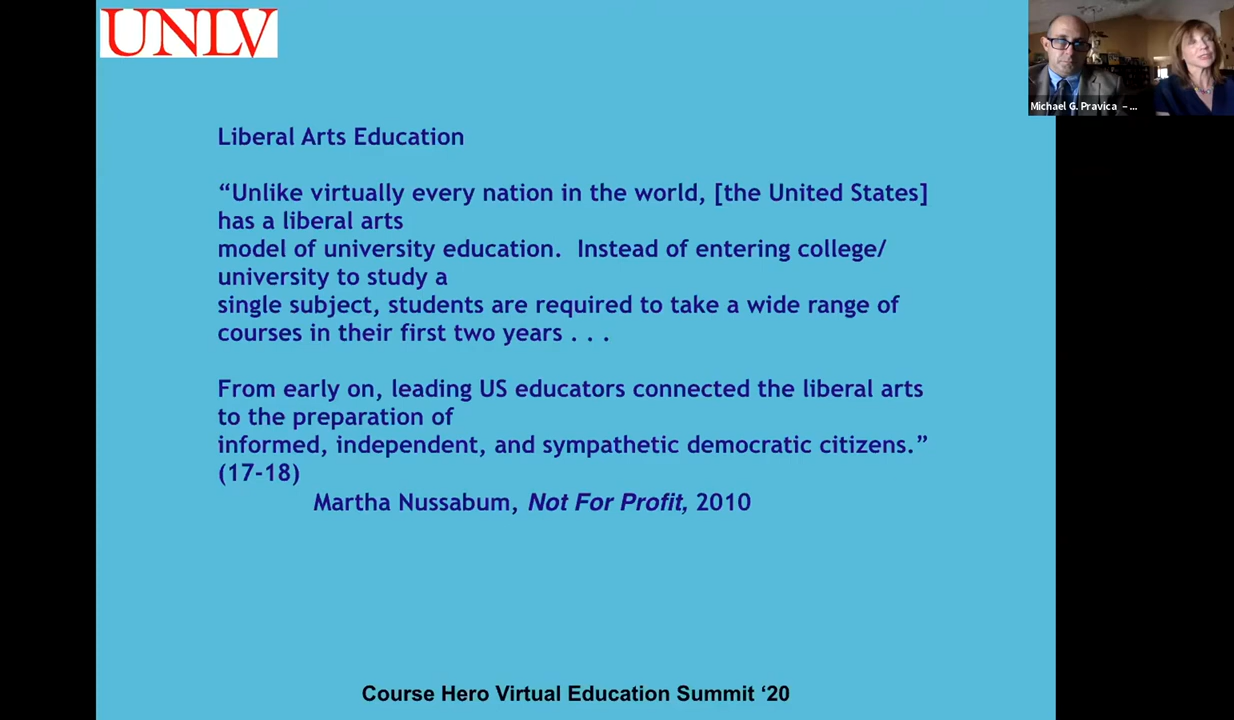 UNLV
Michael G. Pravica – ...
Liberal Arts Education
“Unlike virtually every nation in the world, [the United States]
has a liberal arts
model of university education. Instead of entering college/
university to study a
single subject, students are required to take a wide range of
courses in their first two years . . .
From early on, leading US educators connected the liberal arts
to the preparation of
informed, independent, and sympathetic democratic citizens.”
(17-18)
Martha Nussabum, Not For Profit, 2010
Course Hero Virtual Education Summit ‘20